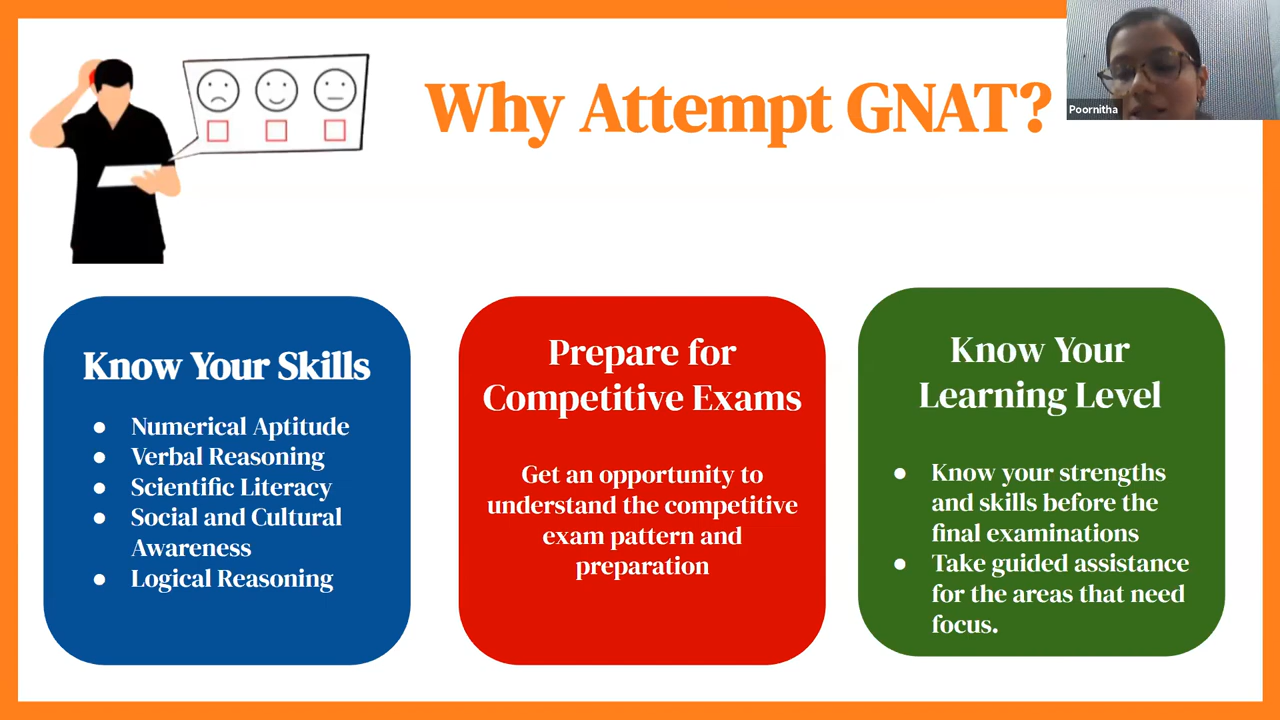 Why Attempt GNAT?
Poornitha
Know Your Skills
● Numerical Aptitude
● Verbal Reasoning
● Scientific Literacy
● Social and Cultural
Awareness
● Logical Reasoning
Prepare for
Competitive Exams
Get an opportunity to
understand the competitive
exam pattern and
preparation
Know Your
Learning Level
● Know your strengths
and skills before the
final examinations
● Take guided assistance
for the areas that need
focus.